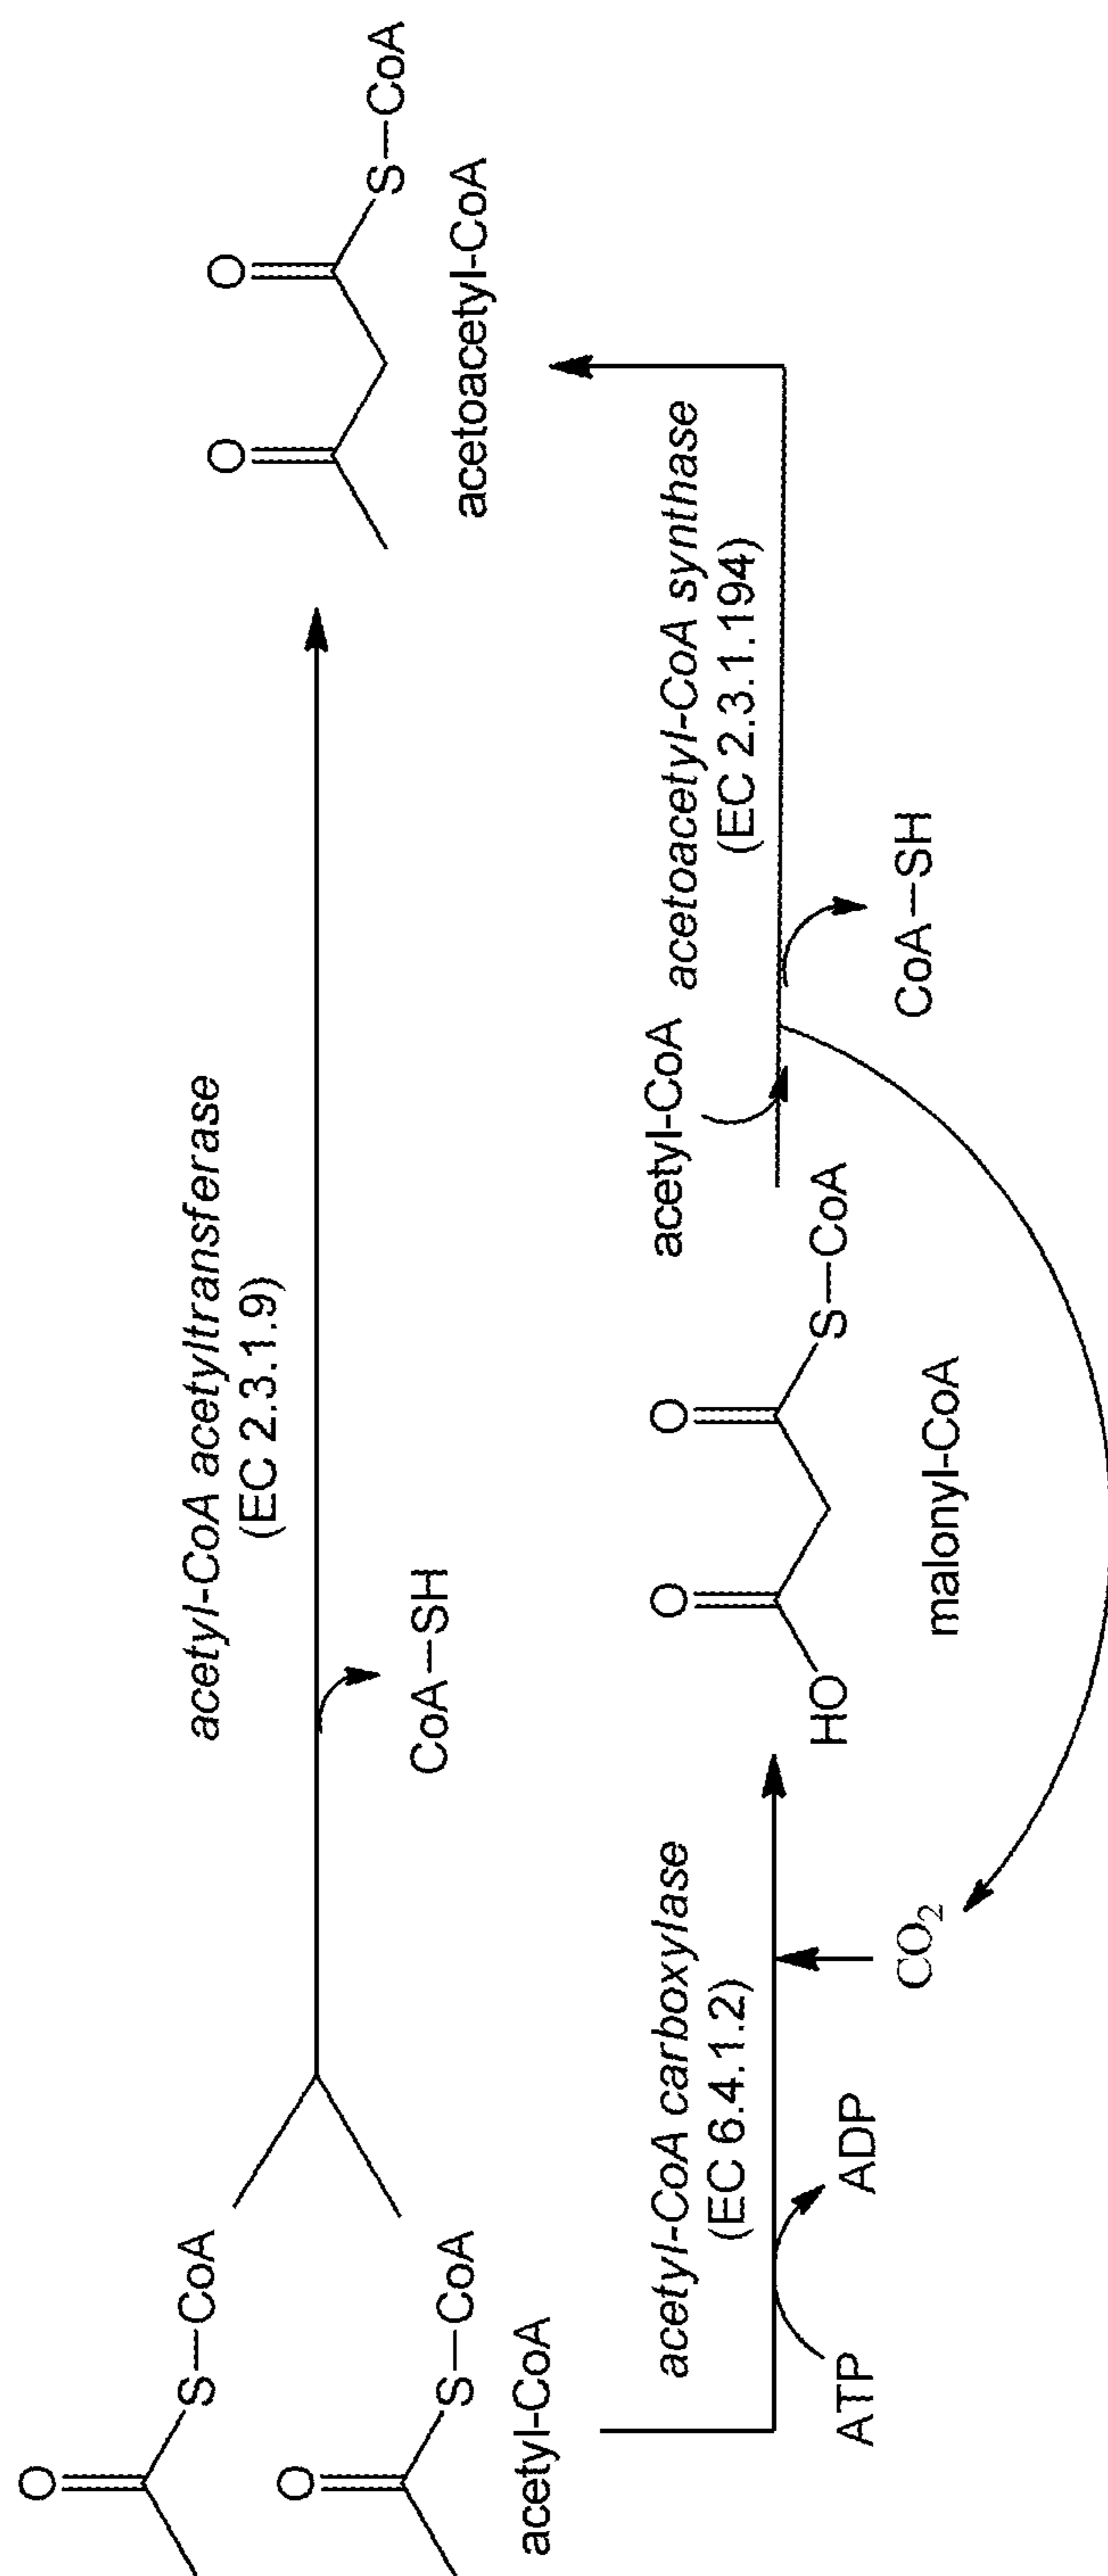 O
S—CoA
O
S—CoA
acetyl-CoA
acetyl-CoA acetyltransferase
(EC 2.3.1.9)
CoA—SH
O
O
S—CoA
acetoacetyl-CoA
acetyl-CoA carboxylase
(EC 6.4.1.2)
ATP
ADP
CO2
O
O
HO
S—CoA
malonyl-CoA
acetyl-CoA
acetoacetyl-CoA synthase
(EC 2.3.1.194)
CoA—SH